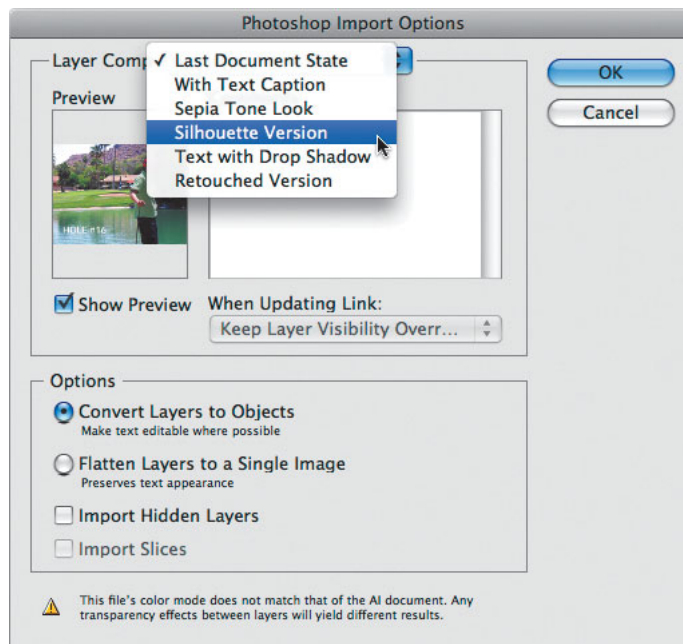 Photoshop Import Options
Layer Comp
✓ Last Document State
With Text Caption
Sepia Tone Look
Silhouette Version
Text with Drop Shadow
Retouched Version
OK
Cancel
Preview
HOLE #16
Show Preview
When Updating Link:
Keep Layer Visibility Overr...
Options
Convert Layers to Objects
Make text editable where possible
Flatten Layers to a Single Image
Preserves text appearance
Import Hidden Layers
Import Slices
This file's color mode does not match that of the AI document. Any
transparency effects between layers will yield different results.